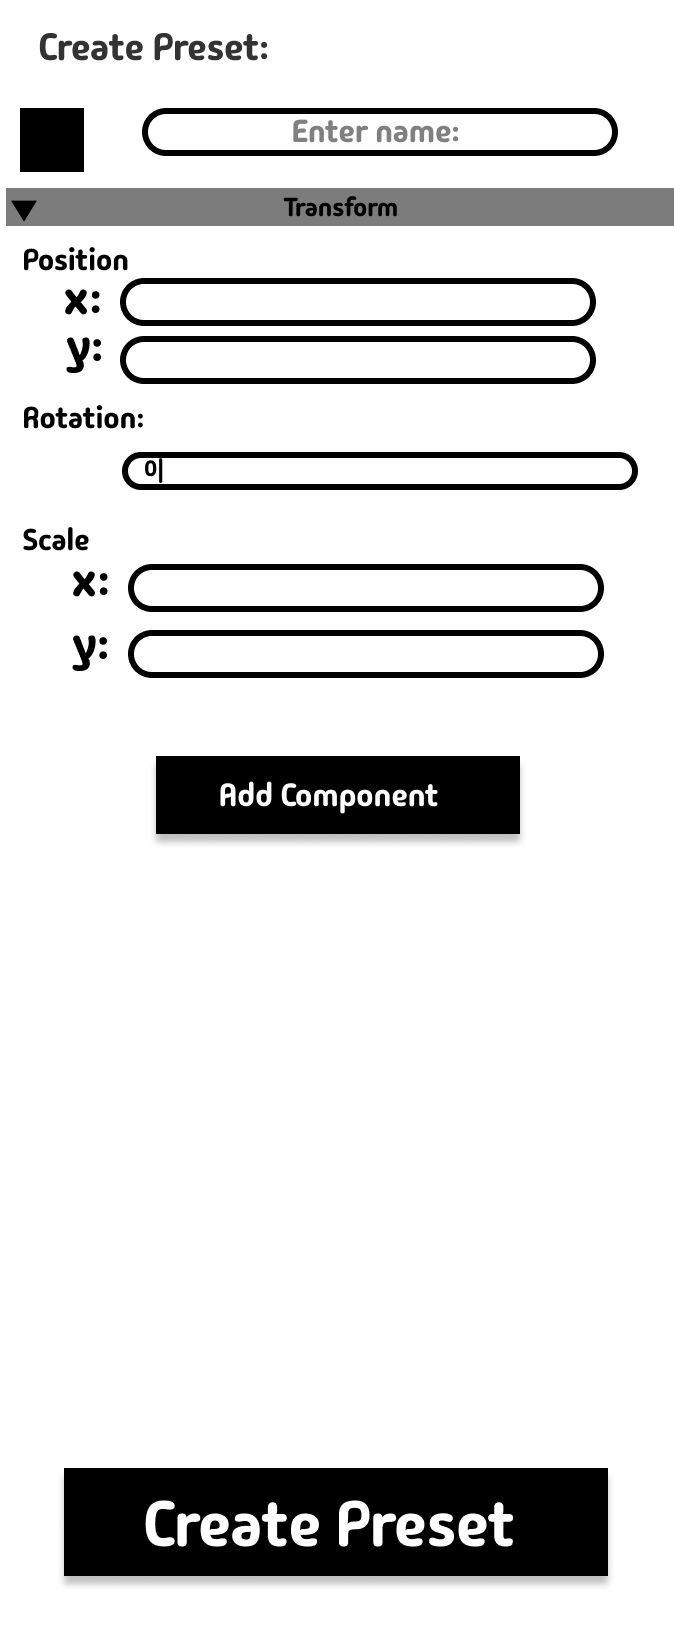 Create Preset:
Enter name:
Transform
Position
x:
y:
Rotation:
0
Scale
x:
y:
Add Component
Create Preset